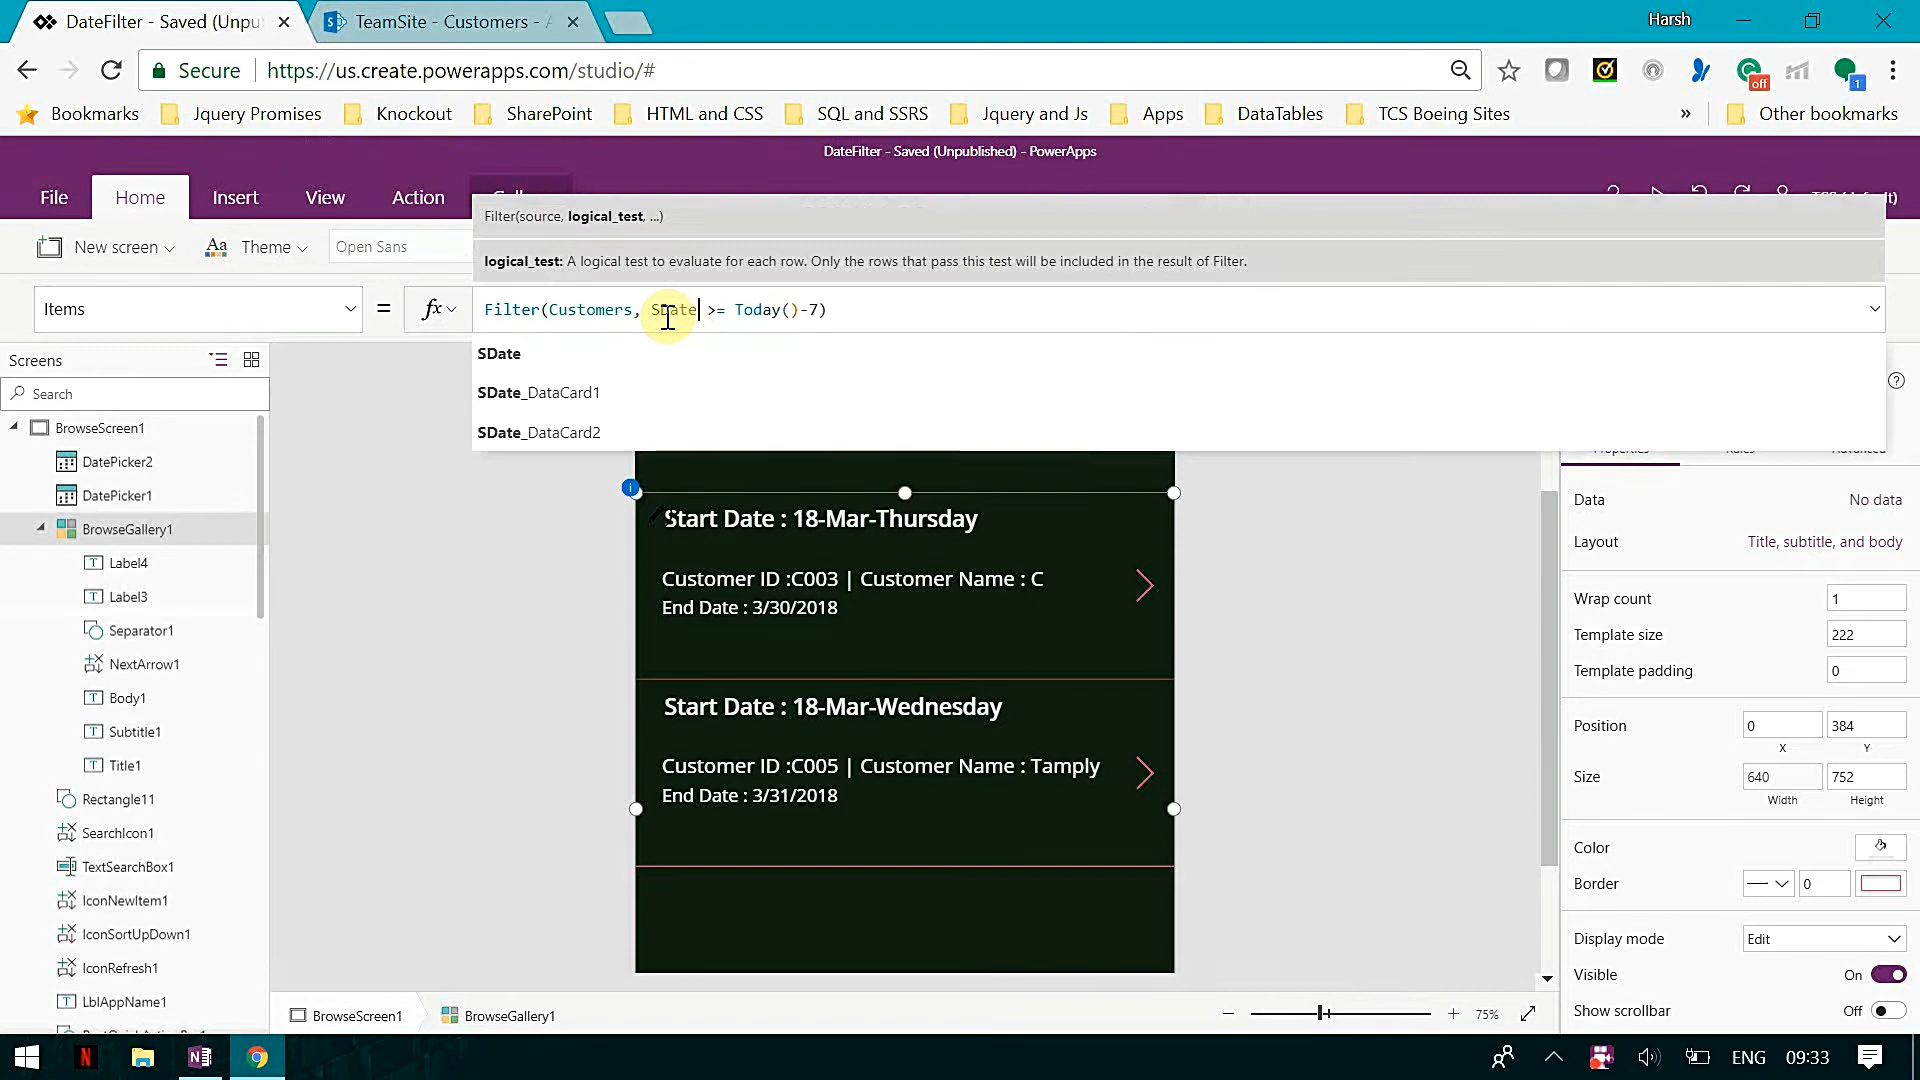 DateFilter - Saved (Unpu
TeamSite - Customers - A
Harsh
Secure
https://us.create.powerapps.com/studio/#
off
1
Bookmarks
Jquery Promises
Knockout
SharePoint
HTML and CSS
SQL and SSRS
Jquery and Js
Apps
DataTables
TCS Boeing Sites
»
Other bookmarks
DateFilter - Saved (Unpublished) - PowerApps
File
Home
Insert
View
Action
New screen
Theme
Open Sans
Filter(source, logical_test, ...)
logical_test: A logical test to evaluate for each row. Only the rows that pass this test will be included in the result of Filter.
Items
=
fx
Filter(Customers, SDate >= Today()-7)
SDate
SDate_DataCard1
SDate_DataCard2
Screens
Search
BrowseScreen1
DatePicker2
DatePicker1
BrowseGallery1
Label4
Label3
Separator1
NextArrow1
Body1
Subtitle1
Title1
Rectangle11
SearchIcon1
TextSearchBox1
IconNewItem1
IconSortUpDown1
IconRefresh1
LblAppName1
Start Date : 18-Mar-Thursday
Customer ID :C003 | Customer Name : C
End Date : 3/30/2018
Start Date : 18-Mar-Wednesday
Customer ID :C005 | Customer Name : Tamply
End Date : 3/31/2018
Data
No data
Layout
Title, subtitle, and body
Wrap count
1
Template size
222
Template padding
0
Position
0
384
X
Y
Size
640
752
Width
Height
Color
Border
0
Display mode
Edit
Visible
On
Show scrollbar
Off
BrowseScreen1
BrowseGallery1
75%
ENG
09:33